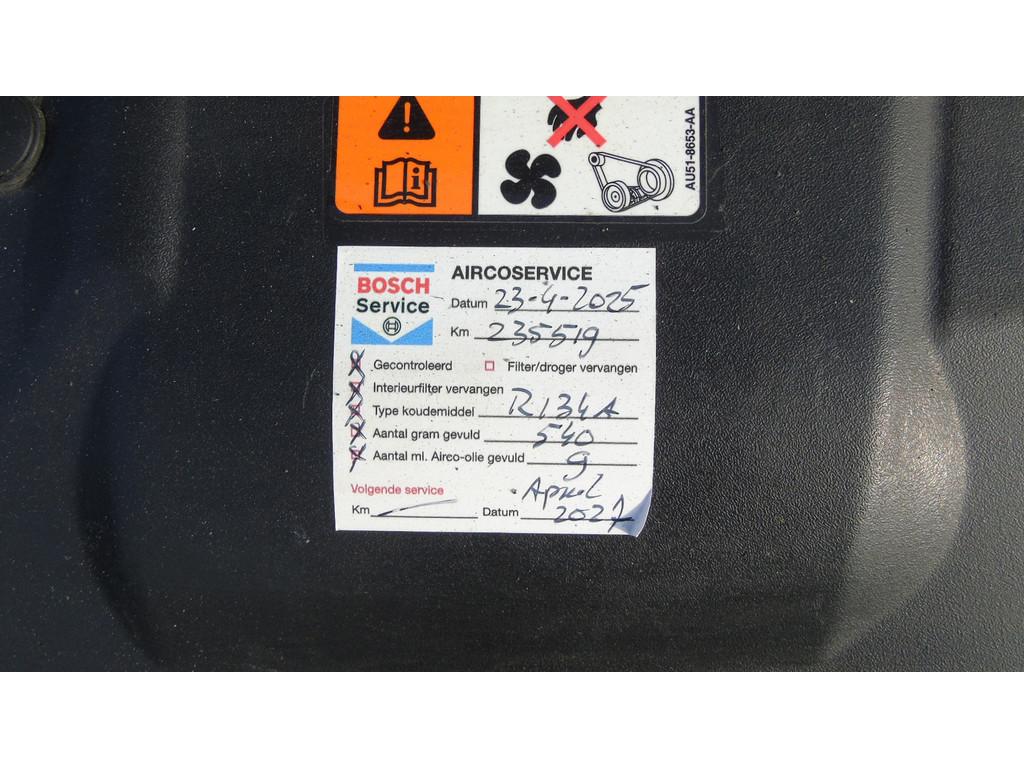 AU51-8653-AA
BOSCH
Service
AIRCOSERVICE
Datum 23-4-2025
Km 235519
Gecontroleerd Filter/droger vervangen
Interieurfilter vervangen
Type koudemiddel R134A
Aantal gram gevuld 540
Aantal ml. Airco-olie gevuld 9
Volgende service April
Km Datum 2027